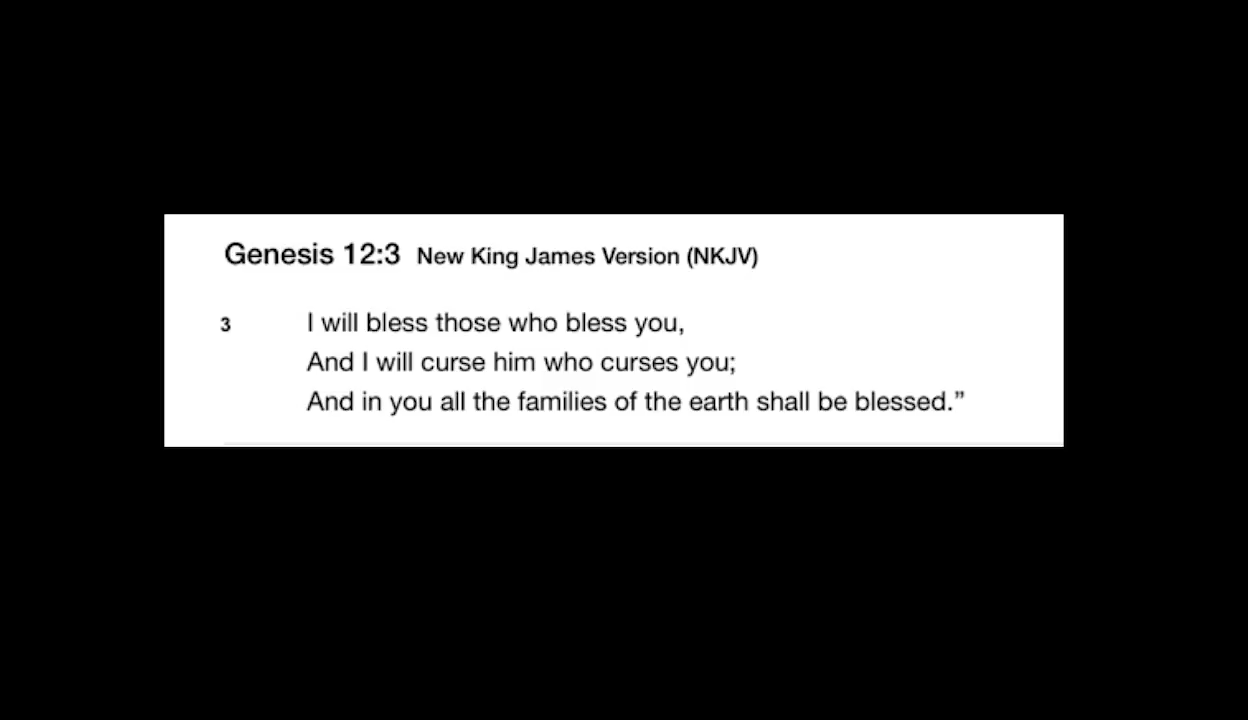 Genesis 12:3 New King James Version (NKJV)
3 I will bless those who bless you,
And I will curse him who curses you;
And in you all the families of the earth shall be blessed.”